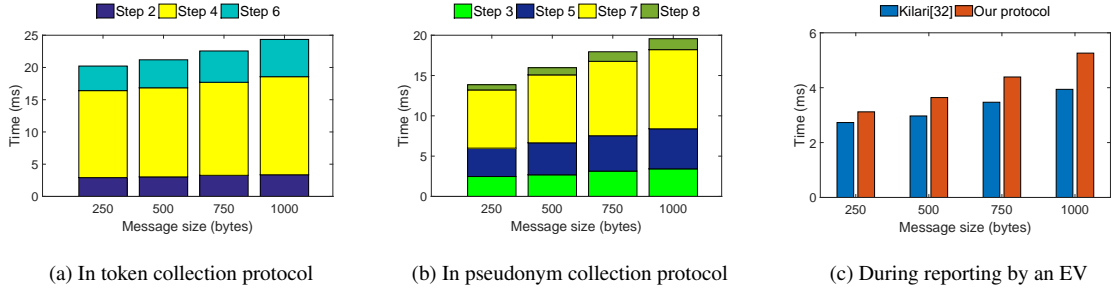 Step 2 Step 4 Step 6
25
20
15
10
5
0
Time (ms)
250 500 750 1000
Message size (bytes)
(a) In token collection protocol
Step 3 Step 5 Step 7 Step 8
20
15
10
5
0
Time (ms)
250 500 750 1000
Message size (bytes)
(b) In pseudonym collection protocol
Kilari[32] Our protocol
6
4
2
0
Time (ms)
250 500 750 1000
Message size (bytes)
(c) During reporting by an EV